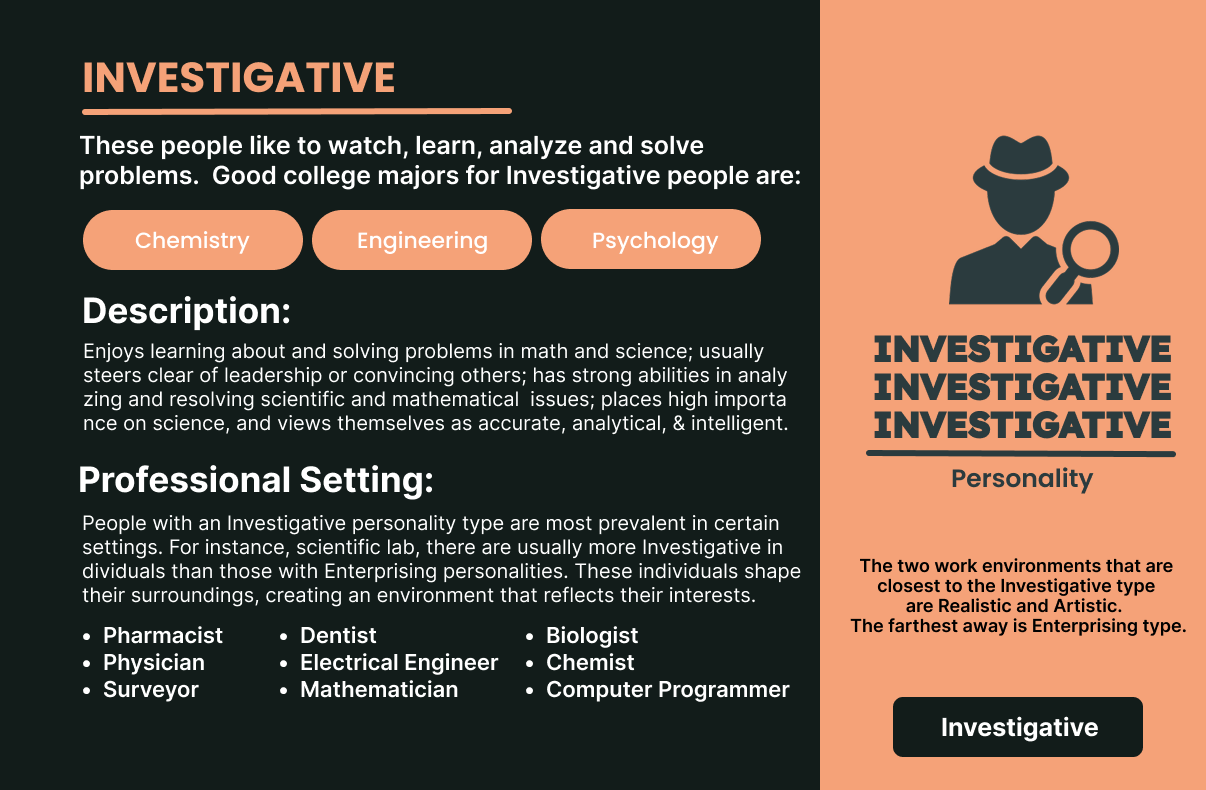 INVESTIGATIVE
These people like to watch, learn, analyze and solve
problems.  Good college majors for Investigative people are:
Chemistry
Engineering
Psychology
Description:
Enjoys learning about and solving problems in math and science; usually
steers clear of leadership or convincing others; has strong abilities in analy
zing and resolving scientific and mathematical  issues; places high importa
nce on science, and views themselves as accurate, analytical, & intelligent.
Professional Setting:
People with an Investigative personality type are most prevalent in certain
settings. For instance, scientific lab, there are usually more Investigative in
dividuals than those with Enterprising personalities. These individuals shape
their surroundings, creating an environment that reflects their interests.
• Pharmacist
• Physician
• Surveyor
• Dentist
• Electrical Engineer
• Mathematician
• Biologist
• Chemist
• Computer Programmer
INVESTIGATIVE
INVESTIGATIVE
INVESTIGATIVE
Personality
The two work environments that are
closest to the Investigative type
are Realistic and Artistic.
The farthest away is Enterprising type.
Investigative